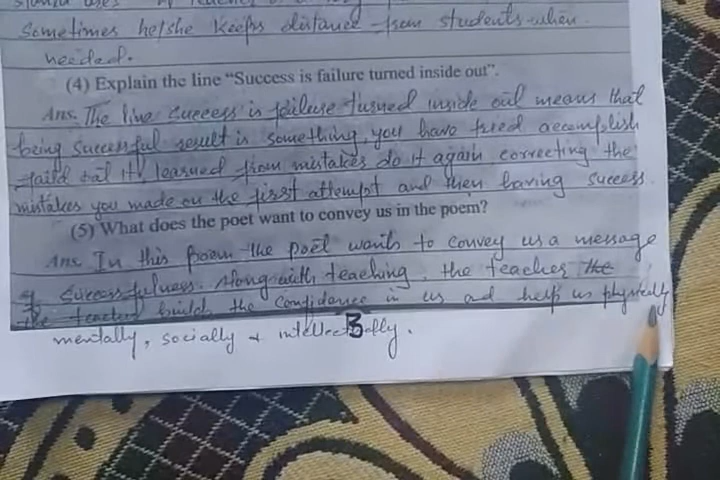 Sometimes he/she keeps distance from students when
needed.
(4) Explain the line “Success is failure turned inside out”.
Ans. The line success is failure turned inside out means that
being successful result is something, you have tried accomplish
faild learned from mistakes do it again correcting the
mistakes you made on the first attempt and then having success.
(5) What does the poet want to convey us in the poem?
Ans. In this poem the poet wants to convey us a message
of successfulness. Along with teaching, the teacher the
the teacher build the confidance in us and help us physically
mentally, socially & intellectually.
B